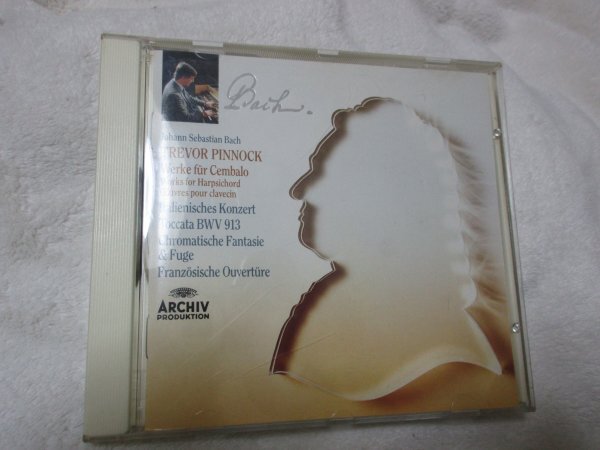 Bach.
Johann Sebastian Bach
TREVOR PINNOCK
Werke für Cembalo
Works for Harpsichord
Œuvres pour clavecin
Italienisches Konzert
Toccata BWV 913
Chromatische Fantasie
& Fuge
Französische Ouvertüre
ARCHIV
PRODUKTION